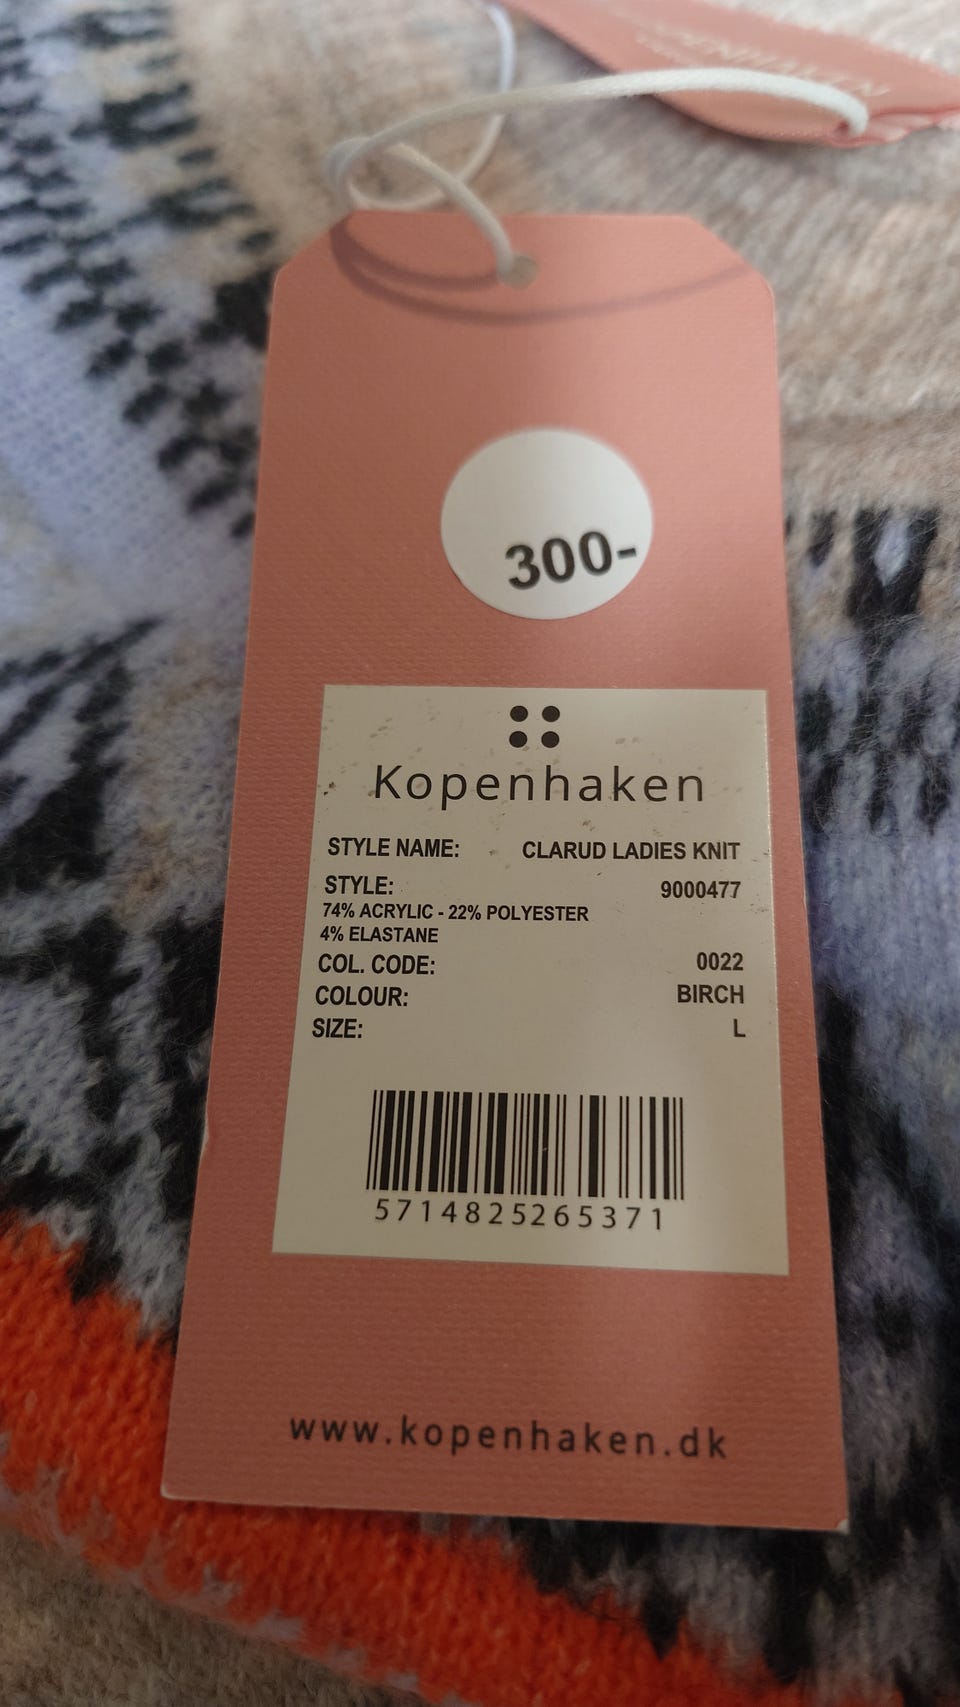 300-
Kopenhaken
STYLE NAME: CLARUD LADIES KNIT
STYLE: 9000477
74% ACRYLIC - 22% POLYESTER
4% ELASTANE
COL. CODE: 0022
COLOUR: BIRCH
SIZE: L
5714825265371
www.kopenhaken.dk